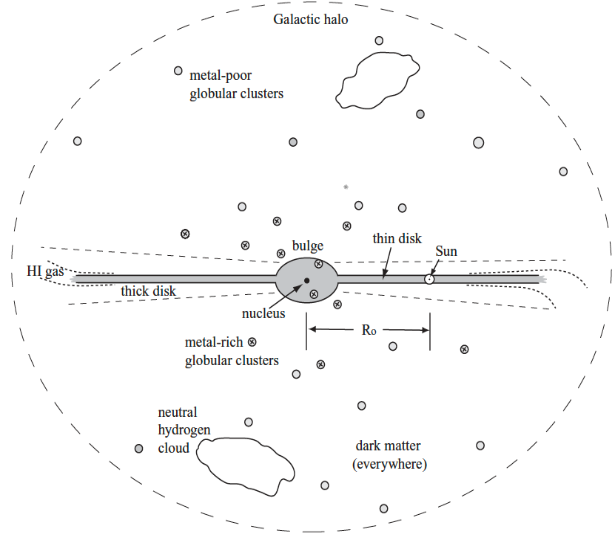 Galactic halo
metal-poor
globular clusters
bulge
thin disk
Sun
HI gas
thick disk
nucleus
Ro
metal-rich
globular clusters
neutral
hydrogen
cloud
dark matter
(everywhere)